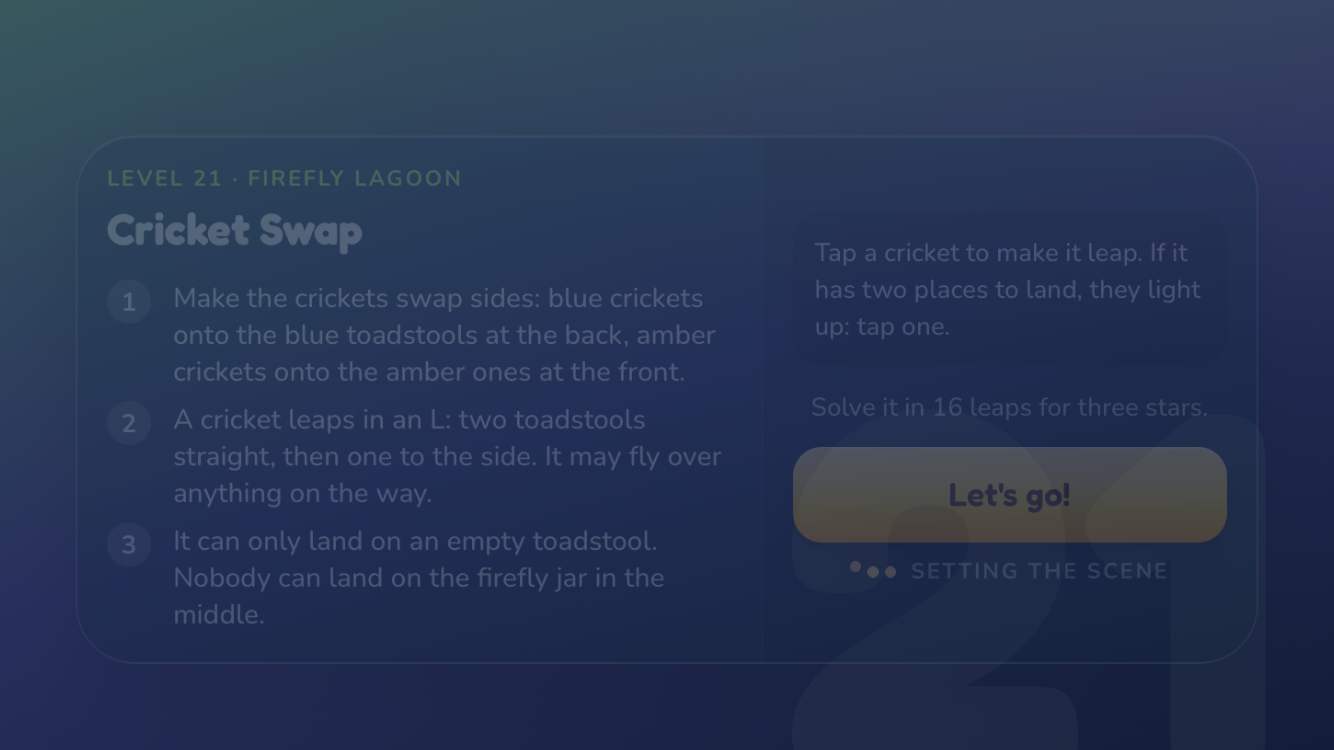 LEVEL 21 · FIREFLY LAGOON
Cricket Swap
1
Make the crickets swap sides: blue crickets
onto the blue toadstools at the back, amber
crickets onto the amber ones at the front.
2
A cricket leaps in an L: two toadstools
straight, then one to the side. It may fly over
anything on the way.
3
It can only land on an empty toadstool.
Nobody can land on the firefly jar in the
middle.
Tap a cricket to make it leap. If it
has two places to land, they light
up: tap one.
Solve it in 16 leaps for three stars.
Let's go!
SETTING THE SCENE
21